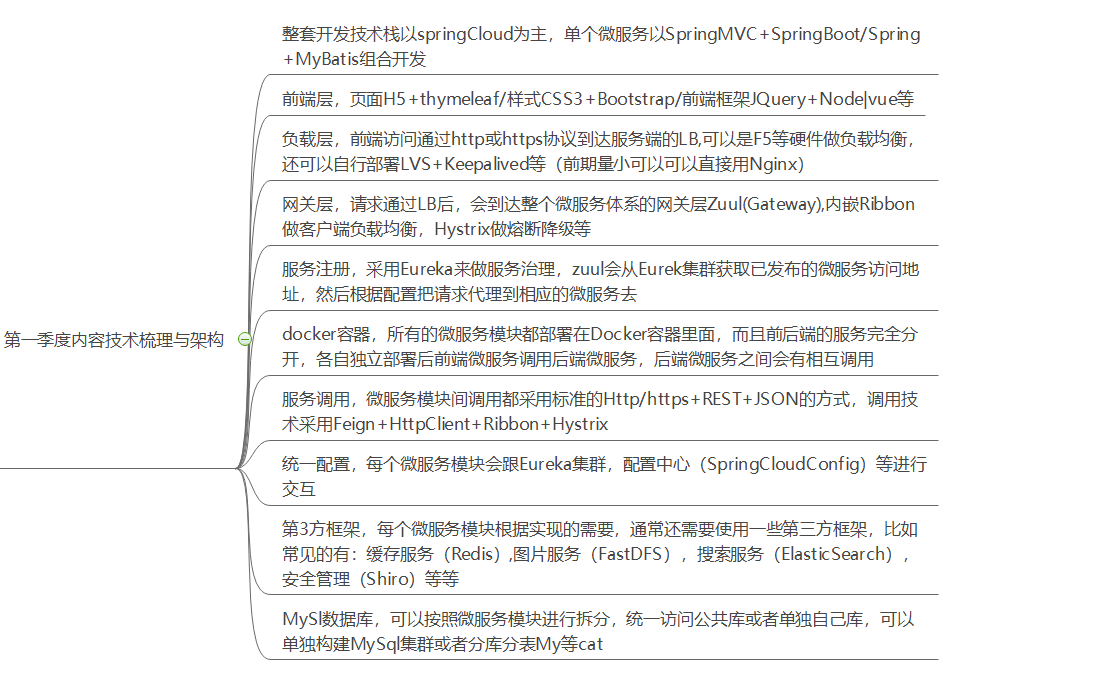 整套开发技术栈以springCloud为主，单个微服务以SpringMVC+SpringBoot/Spring
+MyBatis组合开发
前端层，页面H5+thymeleaf/样式CSS3+Bootstrap/前端框架JQuery+Node|vue等
负载层，前端访问通过http或https协议到达服务端的LB,可以是F5等硬件做负载均衡，
还可以自行部署LVS+Keepalived等（前期量小可以可以直接用Nginx）
网关层，请求通过LB后，会到达整个微服务体系的网关层Zuul(Gateway),内嵌Ribbon
做客户端负载均衡，Hystrix做熔断降级等
服务注册，采用Eureka来做服务治理，zuul会从Eurek集群获取已发布的微服务访问地
址，然后根据配置把请求代理到相应的微服务去
第一季度内容技术梳理与架构
docker容器，所有的微服务模块都部署在Docker容器里面，而且前后端的服务完全分
开，各自独立部署后前端微服务调用后端微服务，后端微服务之间会有相互调用
服务调用，微服务模块间调用都采用标准的Http/https+REST+JSON的方式，调用技
术采用Feign+HttpClient+Ribbon+Hystrix
统一配置，每个微服务模块会跟Eureka集群，配置中心（SpringCloudConfig）等进行
交互
第3方框架，每个微服务模块根据实现的需要，通常还需要使用一些第三方框架，比如
常见的有：缓存服务（Redis）,图片服务（FastDFS），搜索服务（ElasticSearch），
安全管理（Shiro）等等
MySl数据库，可以按照微服务模块进行拆分，统一访问公共库或者单独自己库，可以
单独构建MySql集群或者分库分表My等cat